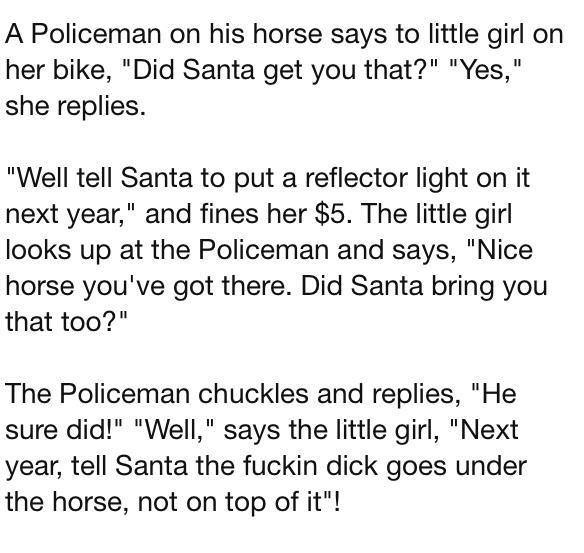 A Policeman on his horse says to little girl on
her bike, "Did Santa get you that?" "Yes,"
she replies.
"Well tell Santa to put a reflector light on it
next year," and fines her $5. The little girl
looks up at the Policeman and says, "Nice
horse you've got there. Did Santa bring you
that too?"
The Policeman chuckles and replies, "He
sure did!" "Well," says the little girl, "Next
year, tell Santa the fuckin dick goes under
the horse, not on top of it"!